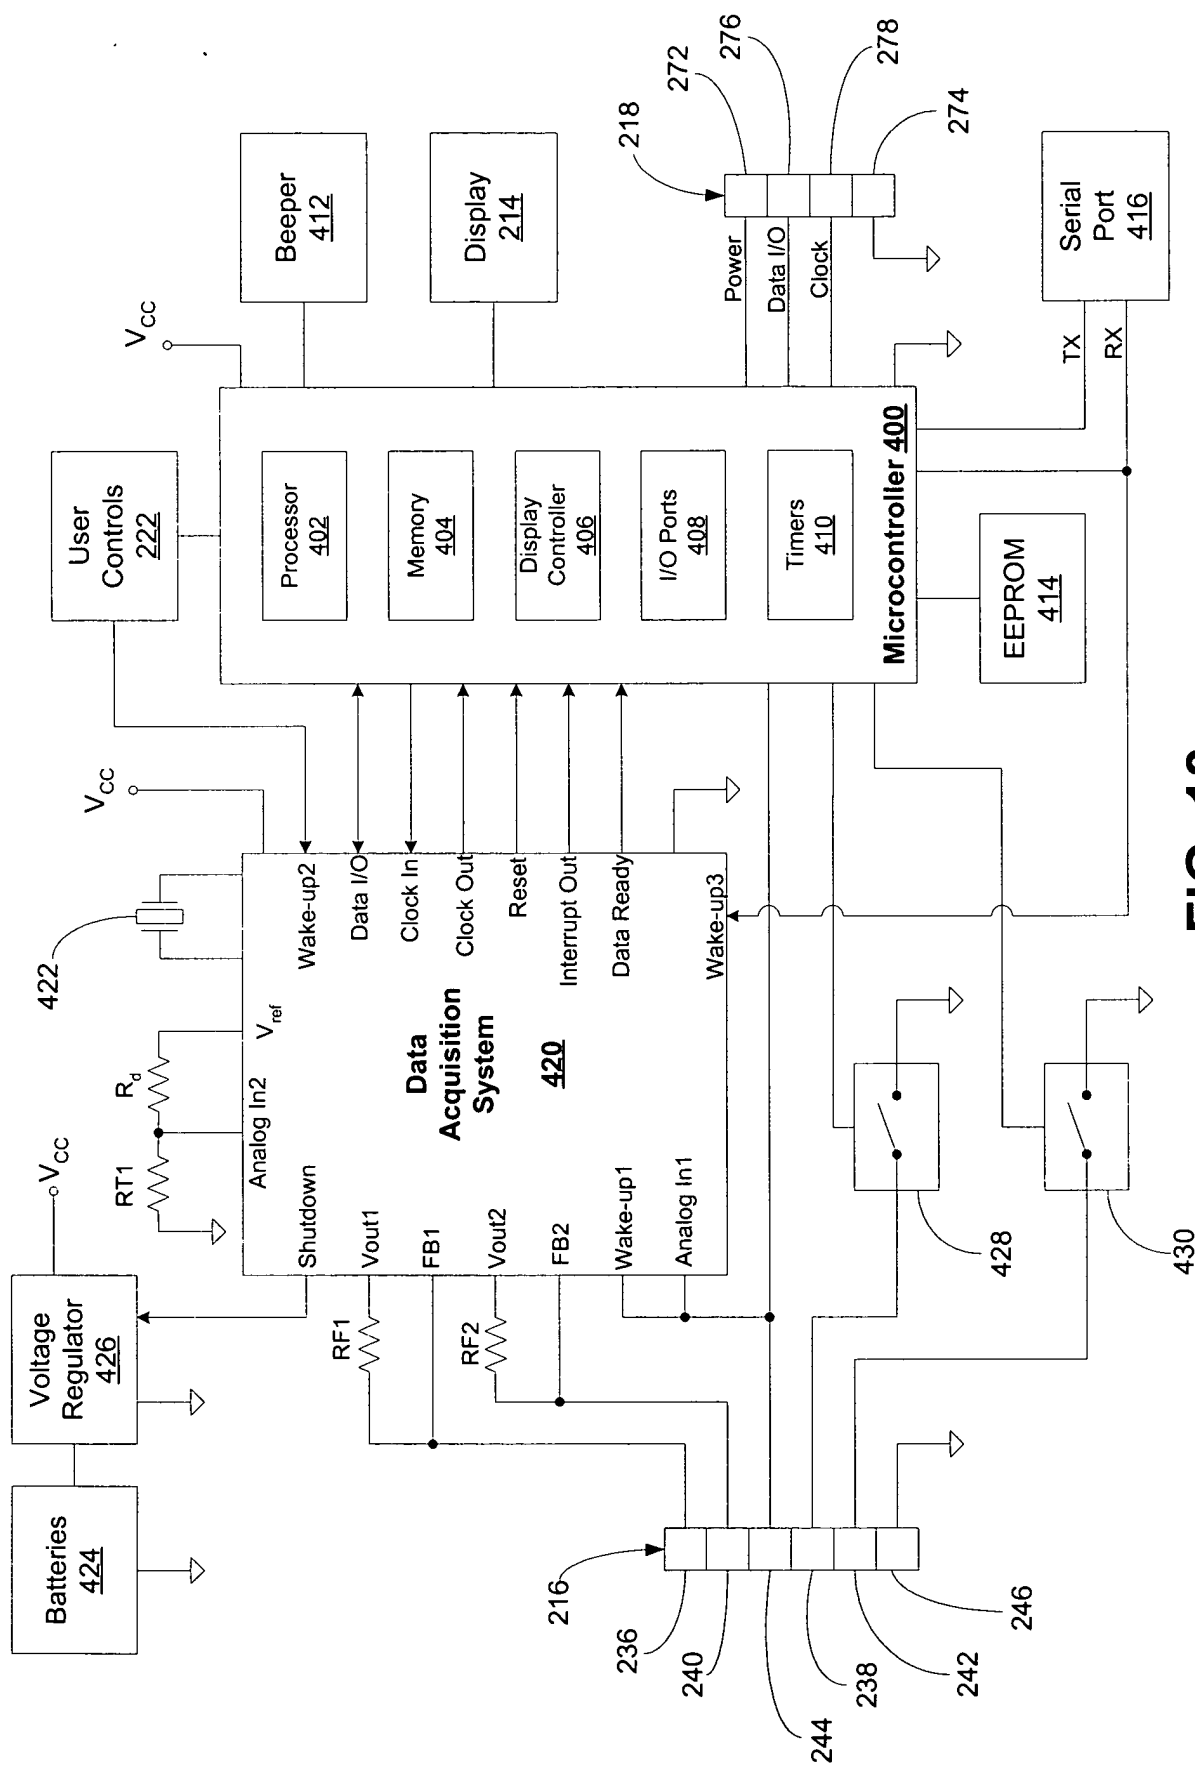 Batteries
424
Voltage
Regulator
426
VCC
RT1
Rd
422
VCC
User
Controls
222
VCC
Beeper
412
Display
214
Shutdown
Analog In2
Vref
Wake-up2
Vout1
FB1
Vout2
FB2
Wake-up1
Analog In1
Data
Acquisition
System
420
Data I/O
Clock In
Clock Out
Reset
Interrupt Out
Data Ready
Wake-up3
RF1
RF2
Processor
402
Memory
404
Display
Controller
406
I/O Ports
408
Timers
410
Microcontroller 400
EEPROM
414
Power
Data I/O
Clock
218
272
276
278
274
TX
RX
Serial
Port
416
216
236
240
244
238
242
246
428
430